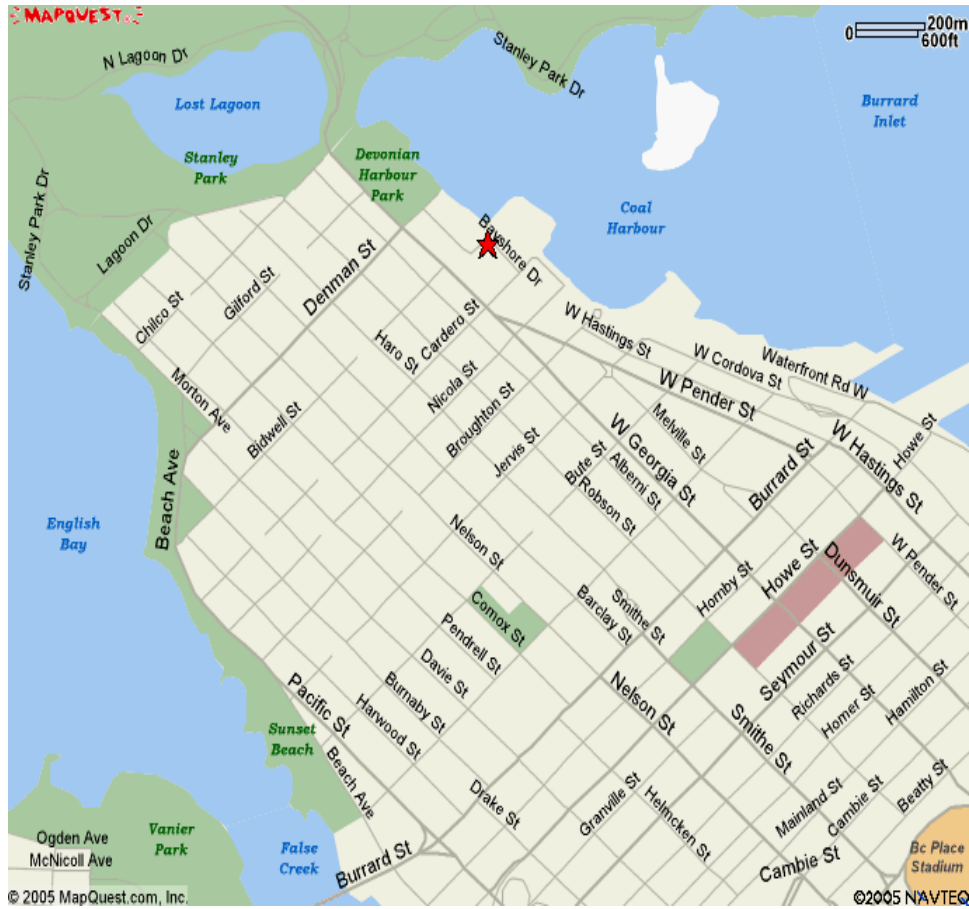 MAPQUEST
200m
0
600ft
N Lagoon Dr
Stanley Park Dr
Lost Lagoon
Burrard
Inlet
Stanley
Park
Devonian
Harbour
Park
Stanley Park Dr
Coal
Harbour
Lagoon Dr
Bayshore Dr
Denman St
Gilford St
Chilco St
W Hastings St
Cardero St
Haro St
W Cordova St
Waterfront Rd W
W Pender St
Morton Ave
Nicola St
Bidwell St
Broughton St
Melville St
W Georgia St
Howe St
W Hastings St
Jervis St
Bute St
Alberni St
Burrard St
Robson St
Beach Ave
English
Bay
Nelson St
Howe St
Dunsmuir St
W Pender St
Hornby St
Smithe St
Barclay St
Comox St
Pendrell St
Davie St
Seymour St
Burnaby St
Harwood St
Nelson St
Richards St
Homer St
Hamilton St
Pacific St
Smithe St
Sunset
Beach
Beach Ave
Drake St
Granville St
Helmcken St
Mainland St
Cambie St
Beatty St
Vanier
Park
Ogden Ave
McNicoll Ave
False
Creek
Burrard St
Cambie St
Bc Place
Stadium
© 2005 MapQuest.com, Inc.
©2005 NAVTEQ